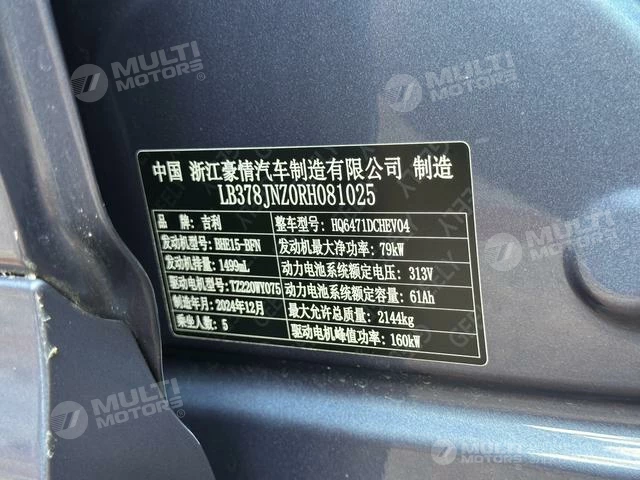 MULTI
MOTORS
MULTI
MOTORS
中国 浙江豪情汽车制造有限公司 制造
LB378JNZ0RH081025
品 牌: 吉利
整车型号: HQ6471DCHEV04
发动机型号: BHE15-BFN
发动机最大净功率: 79kW
发动机排量: 1499mL
动力电池系统额定电压: 313V
驱动电机型号: TZ220WY075
动力电池系统额定容量: 61Ah
制造年月: 2024年12月
最大允许总质量: 2144kg
乘坐人数: 5
驱动电机峰值功率: 160kW
MULTI
MOTORS
MULTI
MOTORS